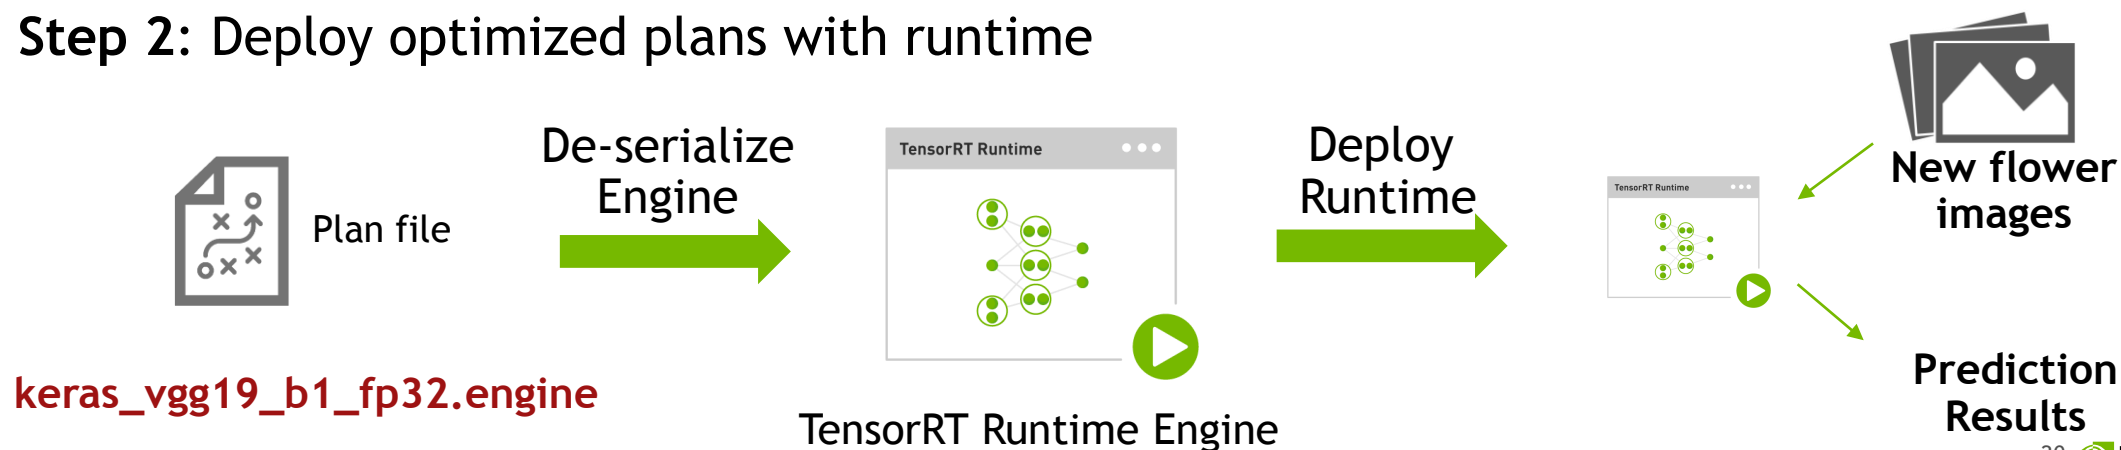 Step 2: Deploy optimized plans with runtime
De-serialize
Engine
Plan file
keras_vgg19_b1_fp32.engine
TensorRT Runtime
TensorRT Runtime Engine
Deploy
Runtime
TensorRT Runtime
New flower
images
Prediction
Results